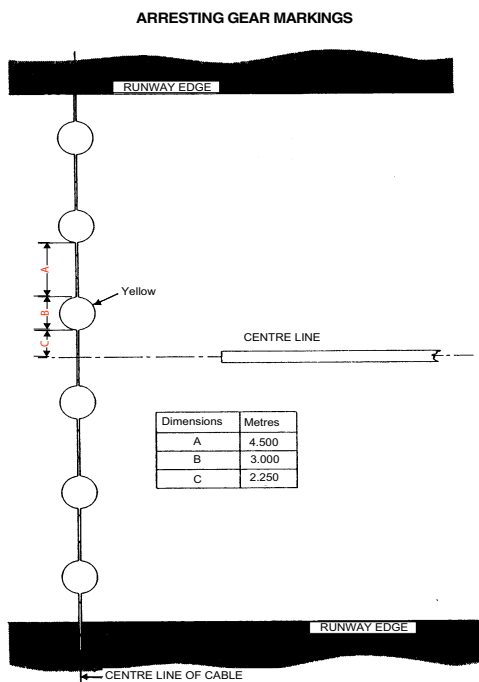 ARRESTING GEAR MARKINGS
RUNWAY EDGE
A
Yellow
B
CENTRE LINE
C
Dimensions Metres
A 4.500
B 3.000
C 2.250
RUNWAY EDGE
CENTRE LINE OF CABLE